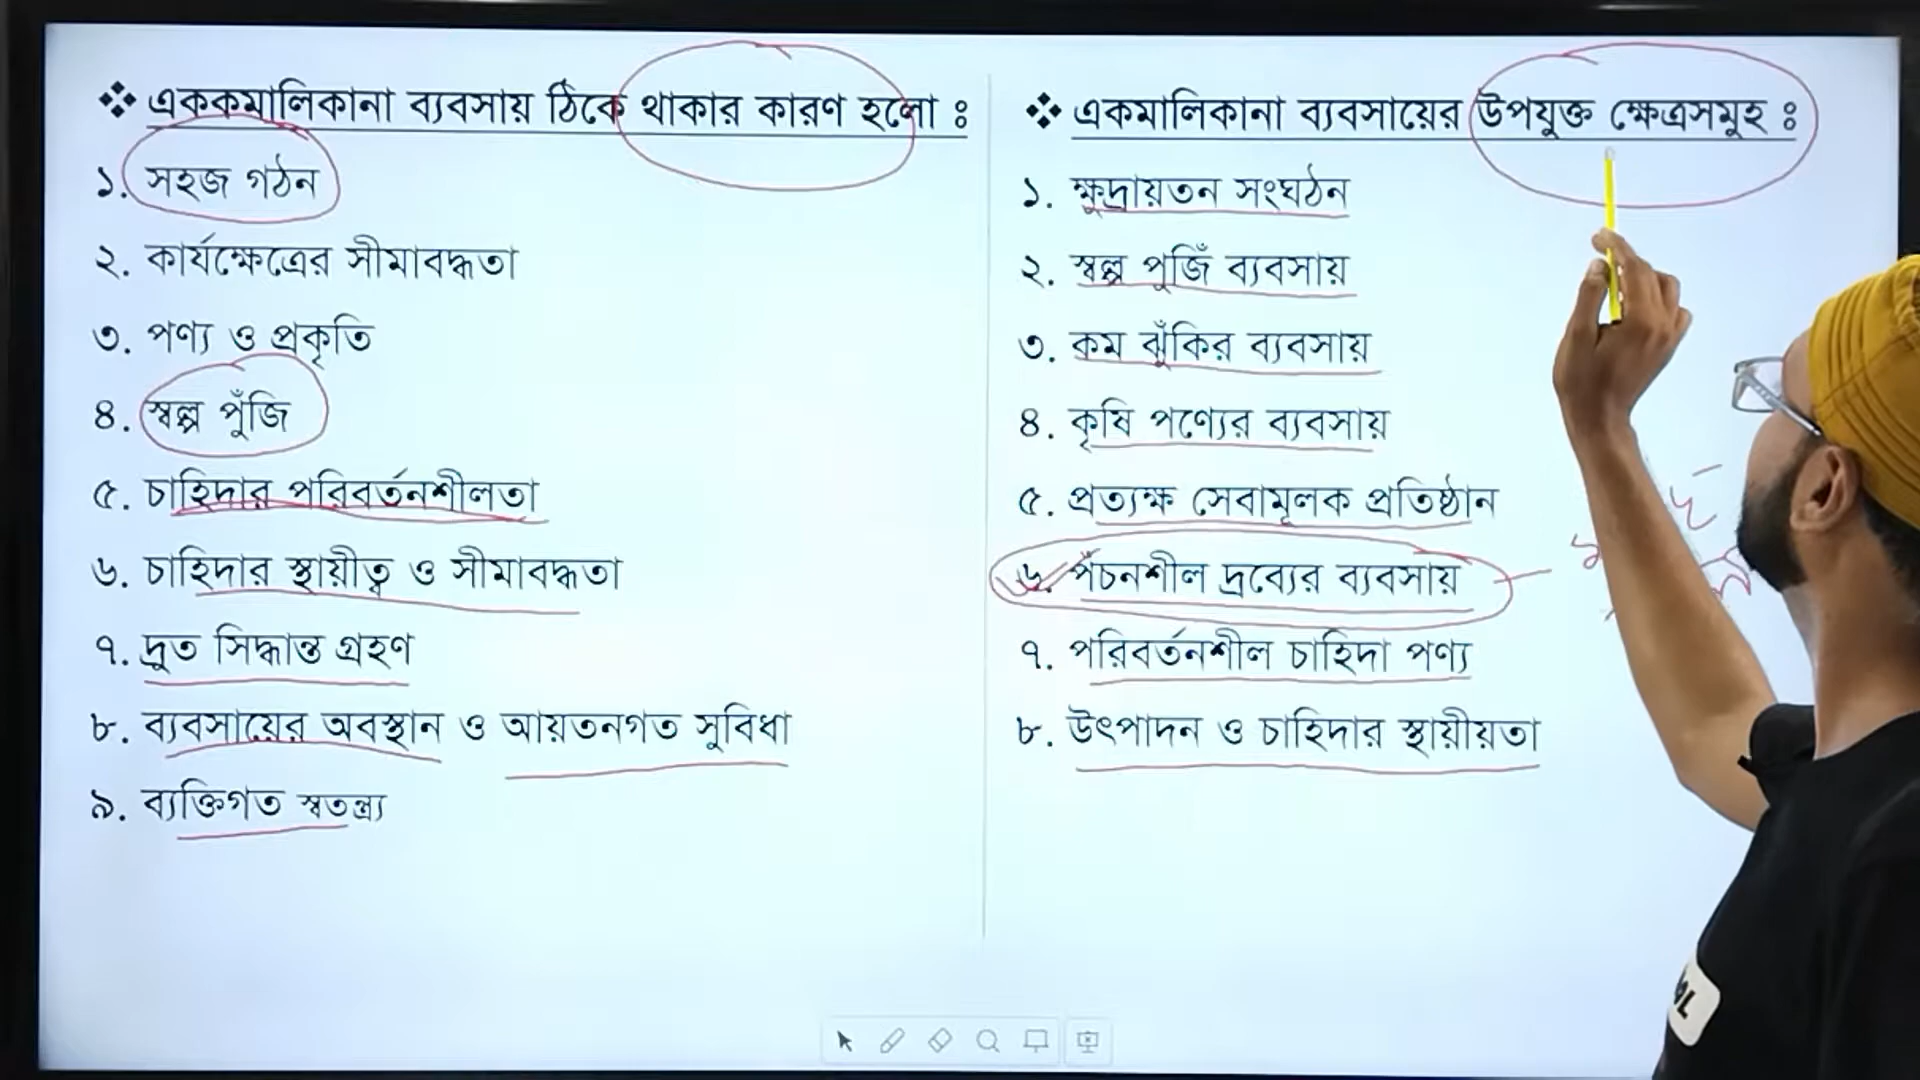 ❖ এককমালিকানা ব্যবসায় ঠিকে থাকার কারণ হলো ঃ
১. সহজ গঠন
২. কার্যক্ষেত্রের সীমাবদ্ধতা
৩. পণ্য ও প্রকৃতি
৪. স্বল্প পুঁজি
৫. চাহিদার পরিবর্তনশীলতা
৬. চাহিদার স্থায়ীত্ব ও সীমাবদ্ধতা
৭. দ্রুত সিদ্ধান্ত গ্রহণ
৮. ব্যবসায়ের অবস্থান ও আয়তনগত সুবিধা
৯. ব্যক্তিগত স্বতন্ত্র্য
❖ একমালিকানা ব্যবসায়ের উপযুক্ত ক্ষেত্রসমুহ ঃ
১. ক্ষুদ্রায়তন সংঘঠন
২. স্বল্প পুজিঁ ব্যবসায়
৩. কম ঝুঁকির ব্যবসায়
৪. কৃষি পণ্যের ব্যবসায়
৫. প্রত্যক্ষ সেবামূলক প্রতিষ্ঠান
৬. পঁচনশীল দ্রব্যের ব্যবসায়
৭. পরিবর্তনশীল চাহিদা পণ্য
৮. উৎপাদন ও চাহিদার স্থায়ীয়তা